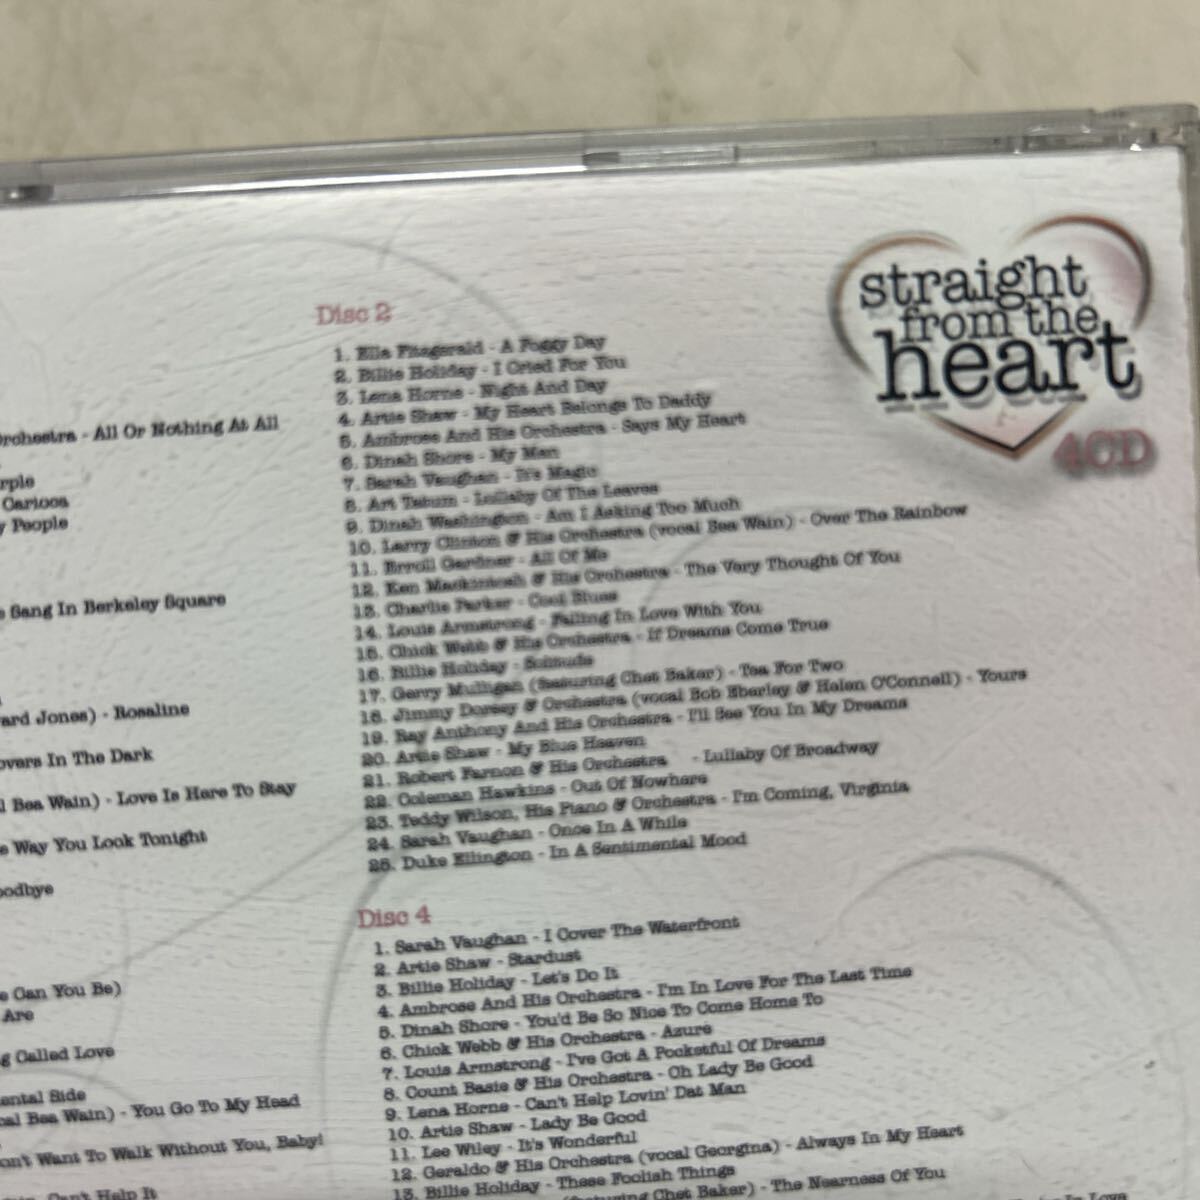 straight
from the
heart
4CD
Orchestra - All Or Nothing At All
Carioca
People
Sang In Berkeley Square
Jones) - Rosaline
In The Dark
Bea Wain) - Love Is Here To Stay
Way You Look Tonight
Can You Be)
Are
Called Love
Side
Bea Wain) - You Go To My Head
Want To Walk Without You, Baby!
Can't Help It
Disc 2
1. Ella Fitzgerald - A Foggy Day
2. Billie Holiday - I Cried For You
3. Lena Horne - Night And Day
4. Artie Shaw - My Heart Belongs To Daddy
5. Ambrose And His Orchestra - Says My Heart
6. Dinah Shore - My Man
7. Sarah Vaughan - It's Magic
8. Art Tatum - Lullaby Of The Leaves
9. Dinah Washington - Am I Asking Too Much
10. Larry Clinton & His Orchestra (vocal Bea Wain) - Over The Rainbow
11. Erroll Gardner - All Of Me
12. Ken Mackintosh & His Orchestra - The Very Thought Of You
13. Charlie Parker - Cool Blues
14. Louis Armstrong - Falling In Love With You
15. Chick Webb & His Orchestra - If Dreams Come True
16. Billie Holiday - Solitude
17. Gerry Mulligan (featuring Chet Baker) - Tea For Two
18. Jimmy Dorsey & Orchestra (vocal Bob Eberley & Helen O'Connell) - Yours
19. Ray Anthony And His Orchestra - I'll See You In My Dreams
20. Artie Shaw - My Blue Heaven
21. Robert Farnon & His Orchestra - Lullaby Of Broadway
22. Coleman Hawkins - Out Of Nowhere
23. Teddy Wilson, His Piano & Orchestra - I'm Coming, Virginia
24. Sarah Vaughan - Once In A While
25. Duke Ellington - In A Sentimental Mood
Disc 4
1. Sarah Vaughan - I Cover The Waterfront
2. Artie Shaw - Stardust
3. Billie Holiday - Let's Do It
4. Ambrose And His Orchestra - I'm In Love For The Last Time
5. Dinah Shore - You'd Be So Nice To Come Home To
6. Chick Webb & His Orchestra - Azure
7. Louis Armstrong - I've Got A Pocketful Of Dreams
8. Count Basie & His Orchestra - Oh Lady Be Good
9. Lena Horne - Can't Help Lovin' Dat Man
10. Artie Shaw - Lady Be Good
11. Lee Wiley - It's Wonderful
12. Geraldo & His Orchestra (vocal Georgina) - Always In My Heart
13. Billie Holiday - These Foolish Things
(featuring Chet Baker) - The Nearness Of You